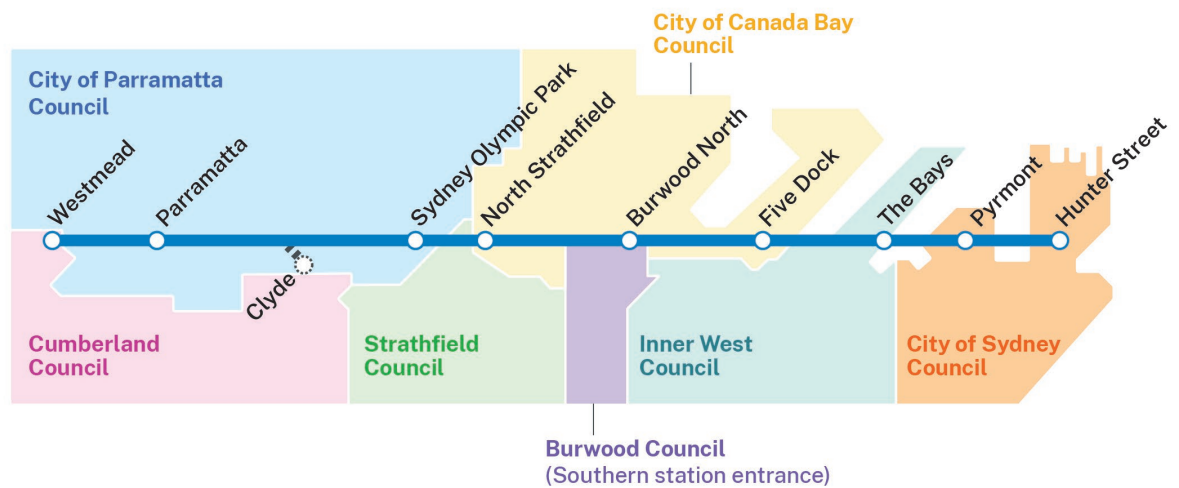 City of Canada Bay
Council
City of Parramatta
Council
Westmead
Parramatta
Sydney Olympic Park
North Strathfield
Burwood North
Five Dock
The Bays
Pyrmont
Hunter Street
Clyde
Cumberland
Council
Strathfield
Council
Inner West
Council
City of Sydney
Council
Burwood Council
(Southern station entrance)